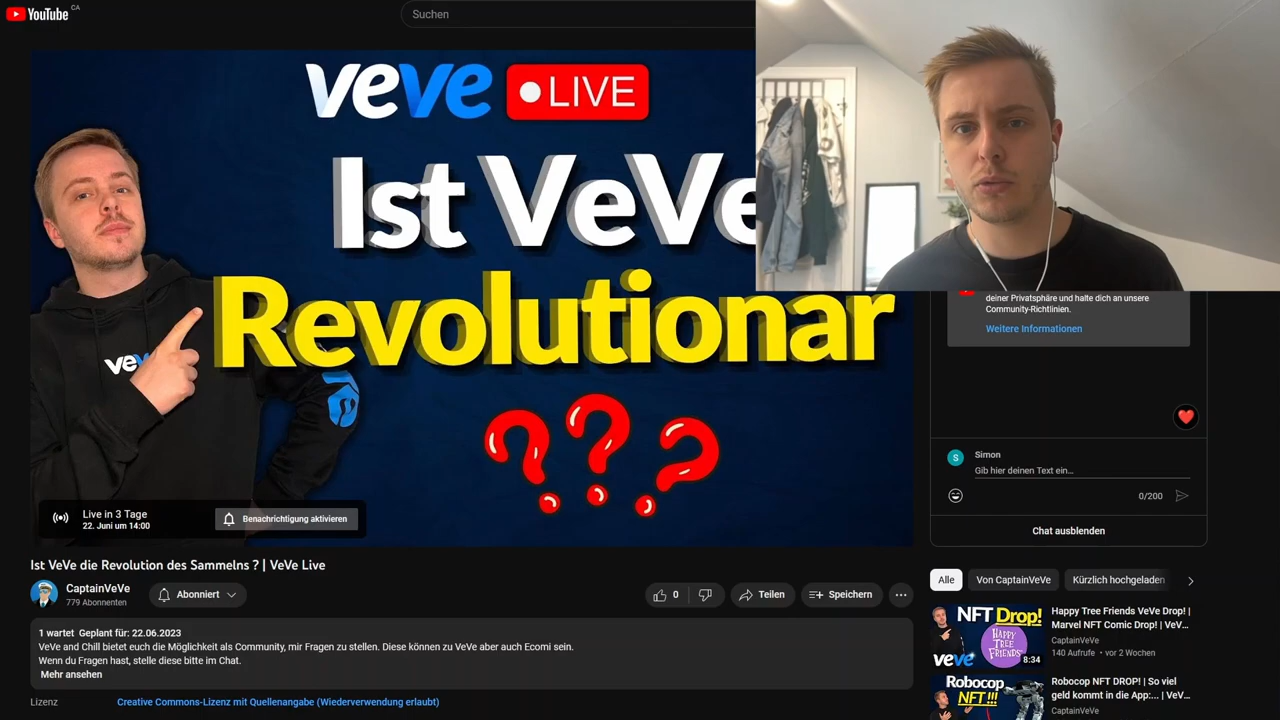 YouTube CA
Suchen
veve LIVE
Ist VeVe
Revolutionar
???
Live in 3 Tage
22. Juni um 14:00
Benachrichtigung aktivieren
deiner Privatsphäre und halte dich an unsere
Community-Richtlinien.
Weitere Informationen
S
Simon
Gib hier deinen Text ein...
0/200
Chat ausblenden
Ist VeVe die Revolution des Sammelns ? | VeVe Live
CaptainVeVe
779 Abonnenten
Abonniert
0
Teilen
Speichern
1 wartet Geplant für: 22.06.2023
VeVe and Chill bietet euch die Möglichkeit als Community, mir Fragen zu stellen. Diese können zu VeVe aber auch Ecomi sein.
Wenn du Fragen hast, stelle diese bitte im Chat.
Mehr ansehen
Lizenz
Creative Commons-Lizenz mit Quellenangabe (Wiederverwendung erlaubt)
Alle
Von CaptainVeVe
Kürzlich hochgeladen
NFT Drop!
HAPPY TREE FRIENDS
veve
8:34
Happy Tree Friends VeVe Drop! |
Marvel NFT Comic Drop! | VeV...
CaptainVeVe
140 Aufrufe • vor 2 Wochen
Robocop
NFT!!!
Robocop NFT DROP! | So viel
geld kommt in die App:... | VeV...
CaptainVeVe